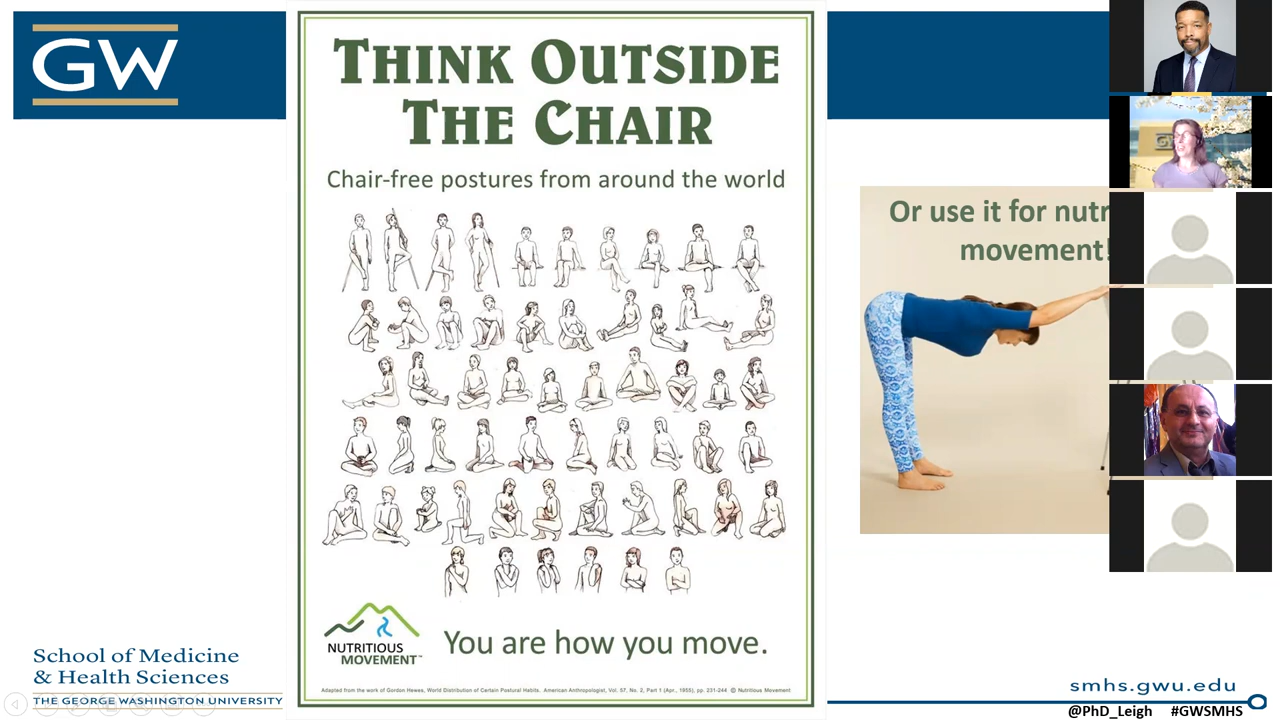 GW
THINK OUTSIDE
THE CHAIR
Chair-free postures from around the world
NUTRITIOUS
MOVEMENT™
You are how you move.
Adapted from the work of Gordon Hewes, World Distribution of Certain Postural Habits. American Anthropologist, Vol. 57, No. 2, Part 1 (Apr., 1955), pp. 231-244 © Nutritious Movement
Or use it for nutr
movement!
GW
School of Medicine
& Health Sciences
THE GEORGE WASHINGTON UNIVERSITY
smhs.gwu.edu
@PhD_Leigh #GWSMHS